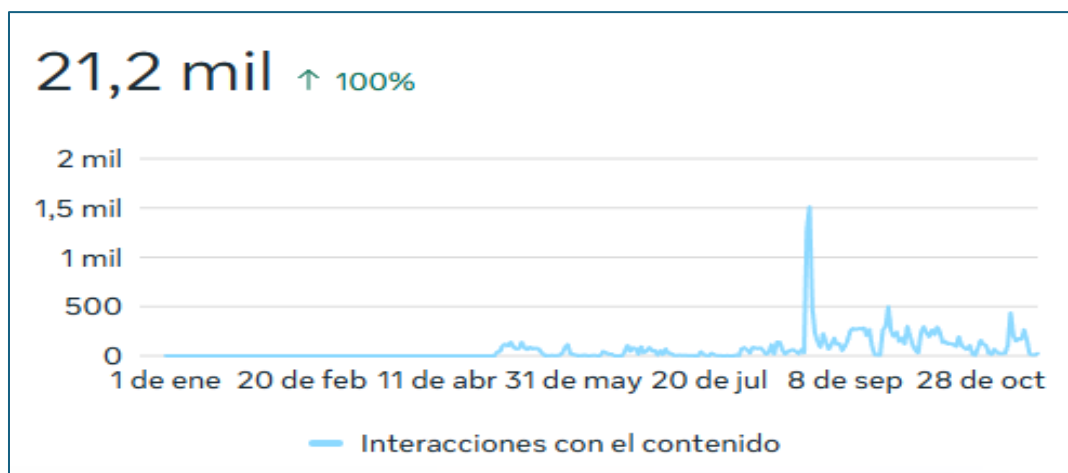 21,2 mil ↑ 100%
2 mil
1,5 mil
1 mil
500
0
1 de ene 20 de feb 11 de abr 31 de may 20 de jul 8 de sep 28 de oct
Interacciones con el contenido